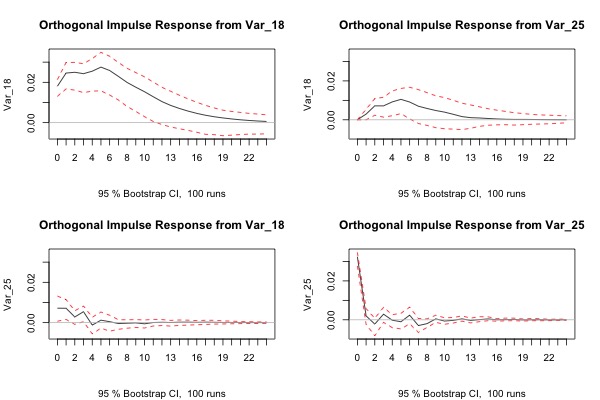 Orthogonal Impulse Response from Var_18
Var_18
0.02
0.00
0 2 4 6 8 10 13 16 19 22
95 % Bootstrap CI, 100 runs
Orthogonal Impulse Response from Var_25
Var_18
0.02
0.00
0 2 4 6 8 10 13 16 19 22
95 % Bootstrap CI, 100 runs
Orthogonal Impulse Response from Var_18
Var_25
0.02
0.00
0 2 4 6 8 10 13 16 19 22
95 % Bootstrap CI, 100 runs
Orthogonal Impulse Response from Var_25
Var_25
0.02
0.00
0 2 4 6 8 10 13 16 19 22
95 % Bootstrap CI, 100 runs